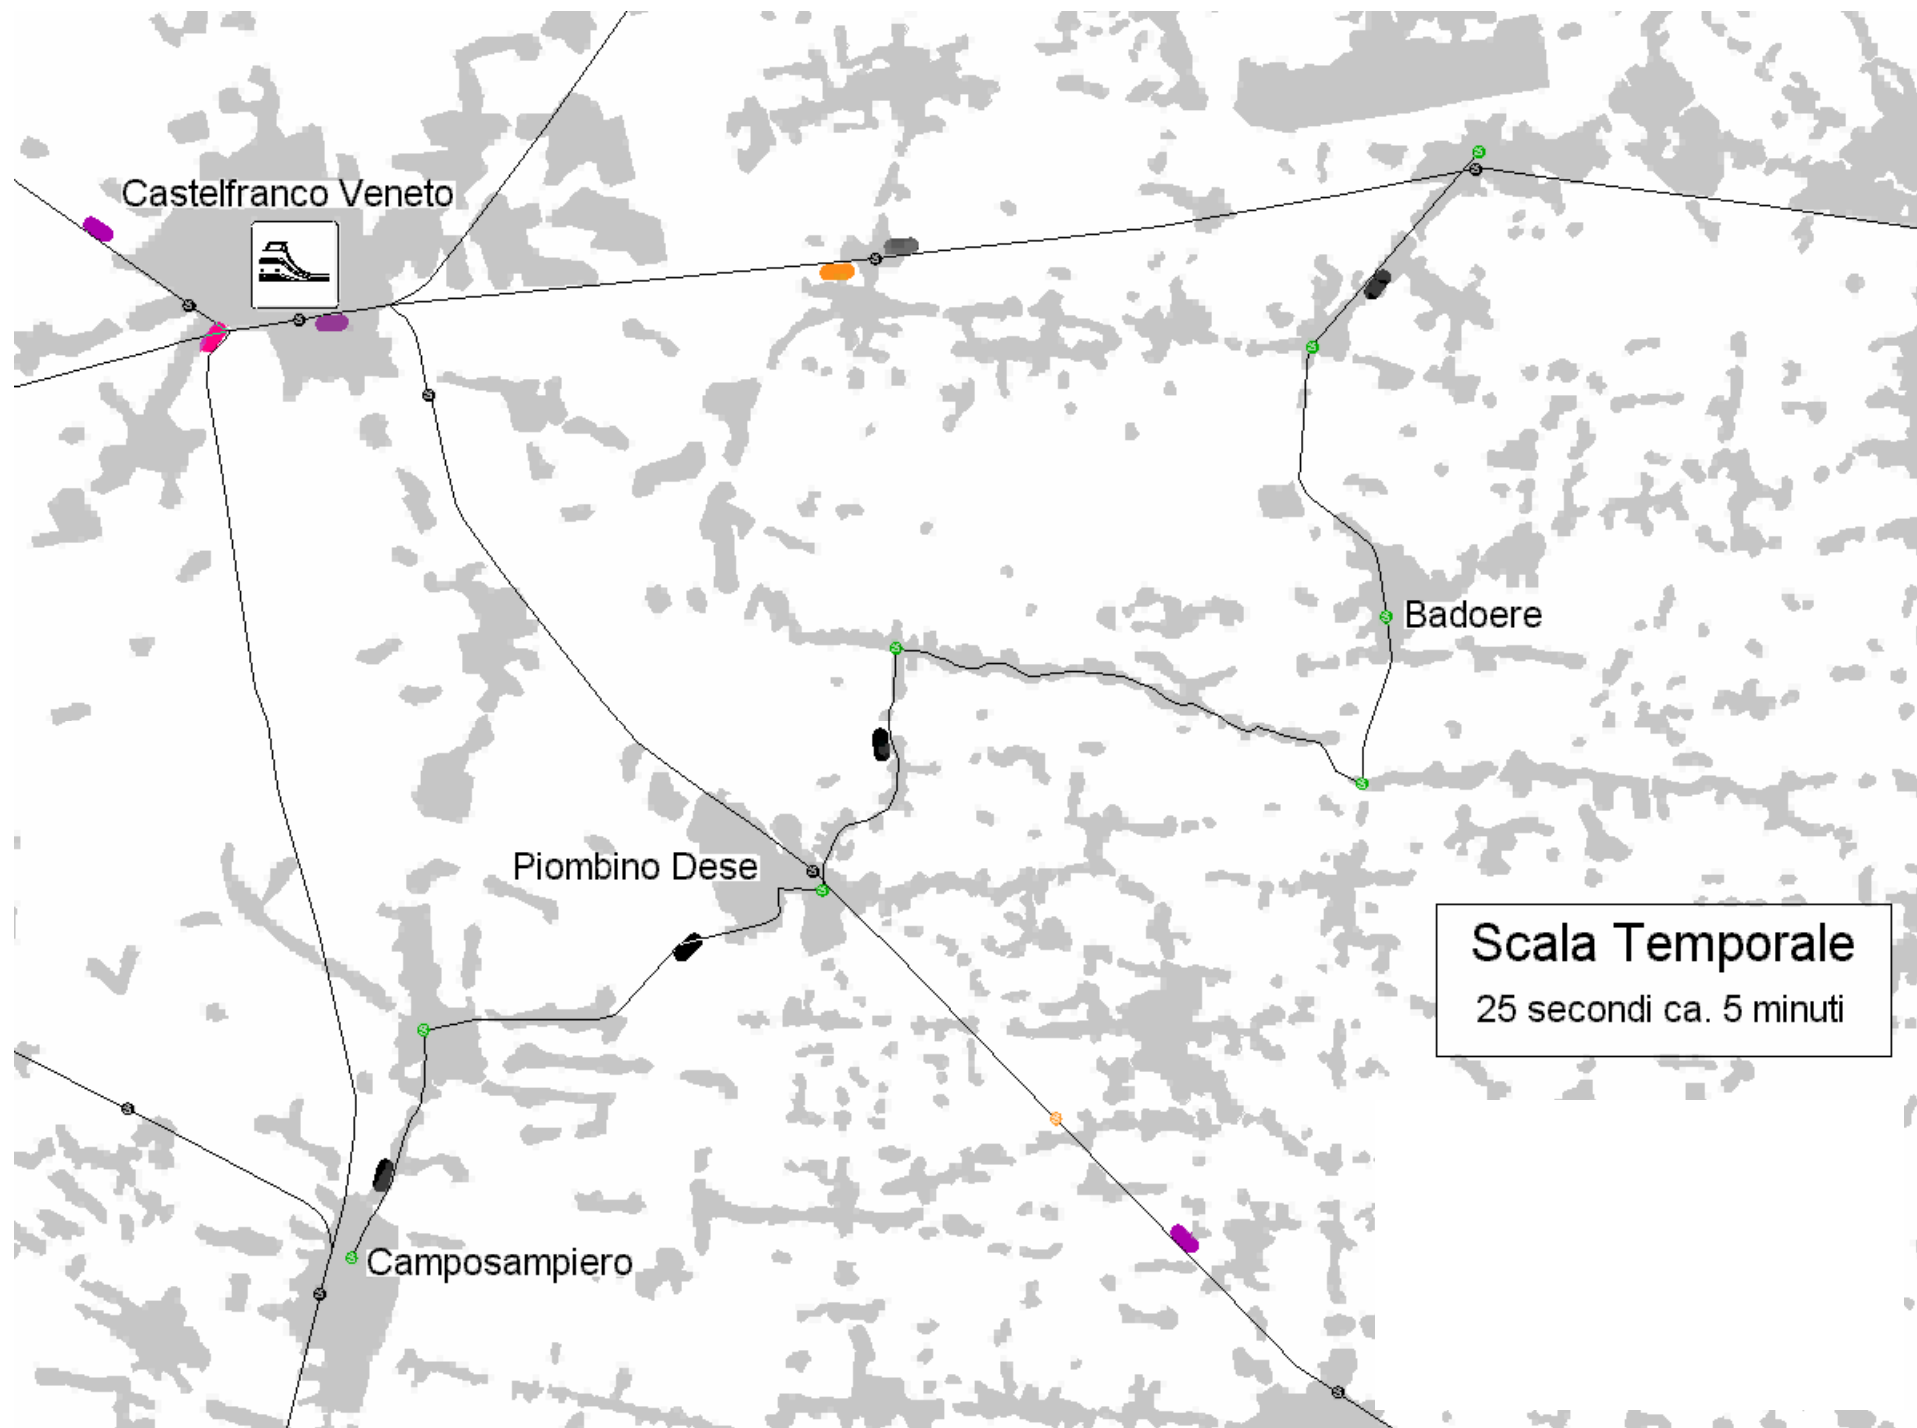 Castelfranco Veneto
Badoere
Piombino Dese
Scala Temporale
25 secondi ca. 5 minuti
Camposampiero